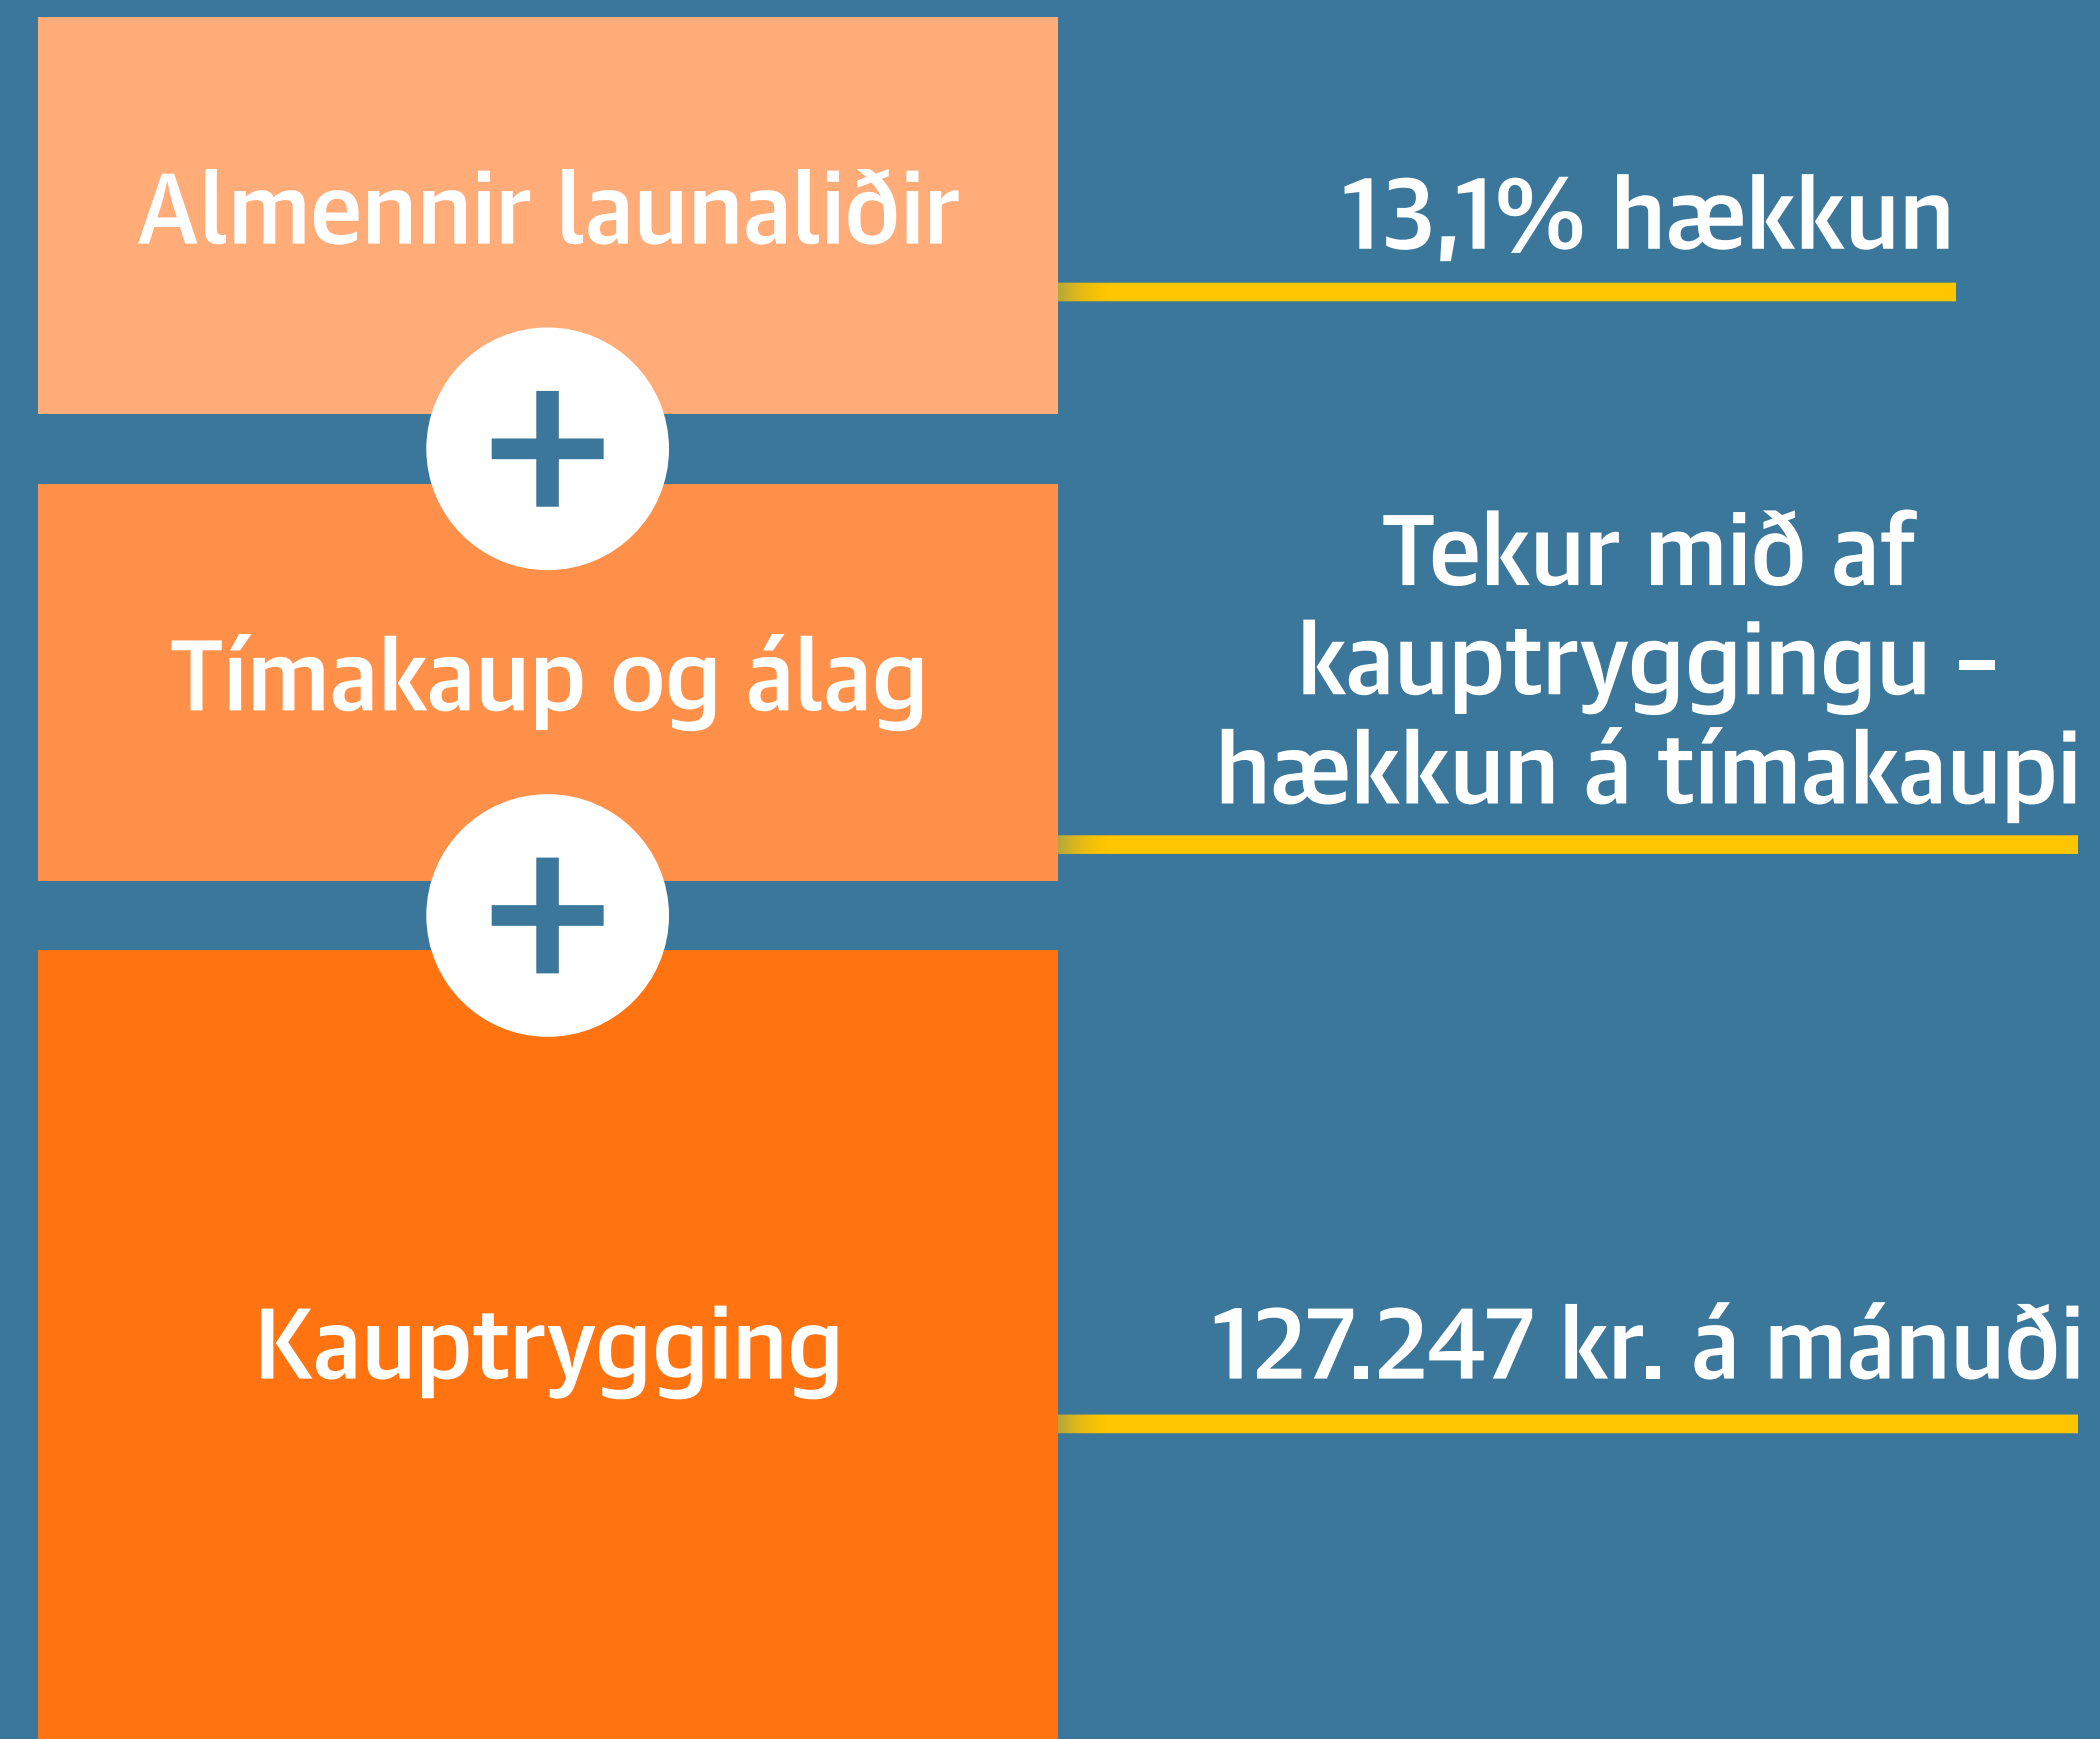 Almennir launaliðir
13,1% hækkun
+
Tímakaup og álag
Tekur mið af
kauptryggingu –
hækkun á tímakaupi
+
Kauptrygging
127.247 kr. á mánuði